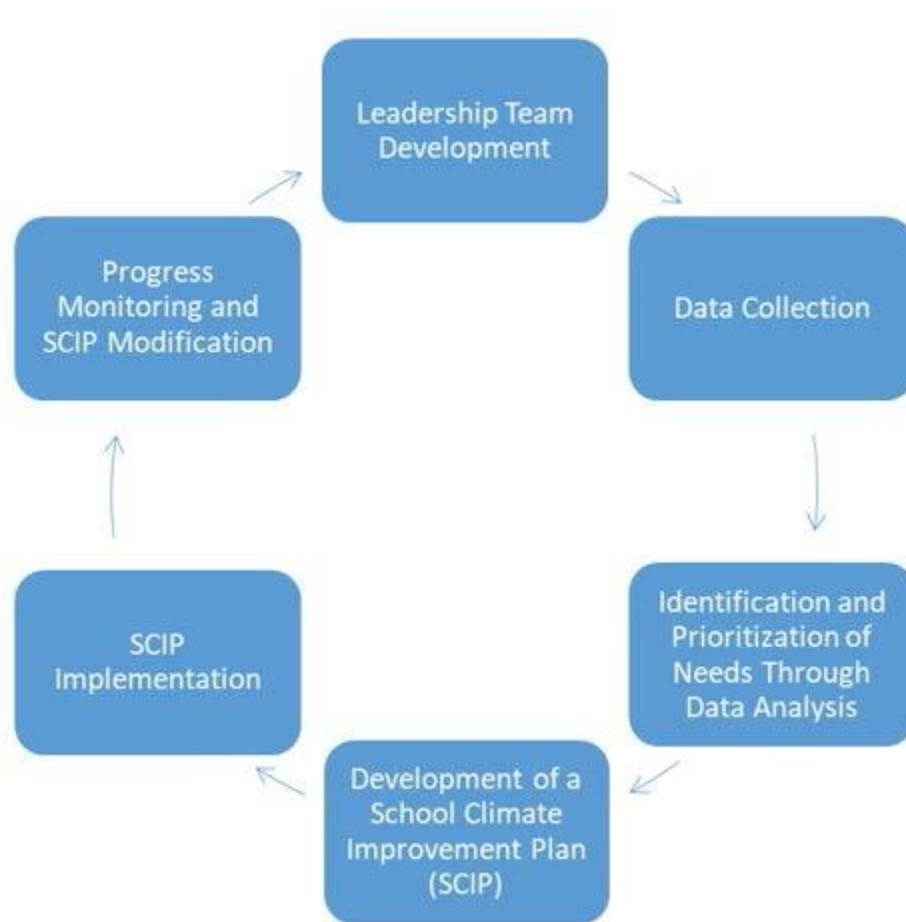 Leadership Team
Development
Data Collection
Identification and
Prioritization of
Needs Through
Data Analysis
Development of a
School Climate
Improvement Plan
(SCIP)
SCIP
Implementation
Progress
Monitoring and
SCIP Modification